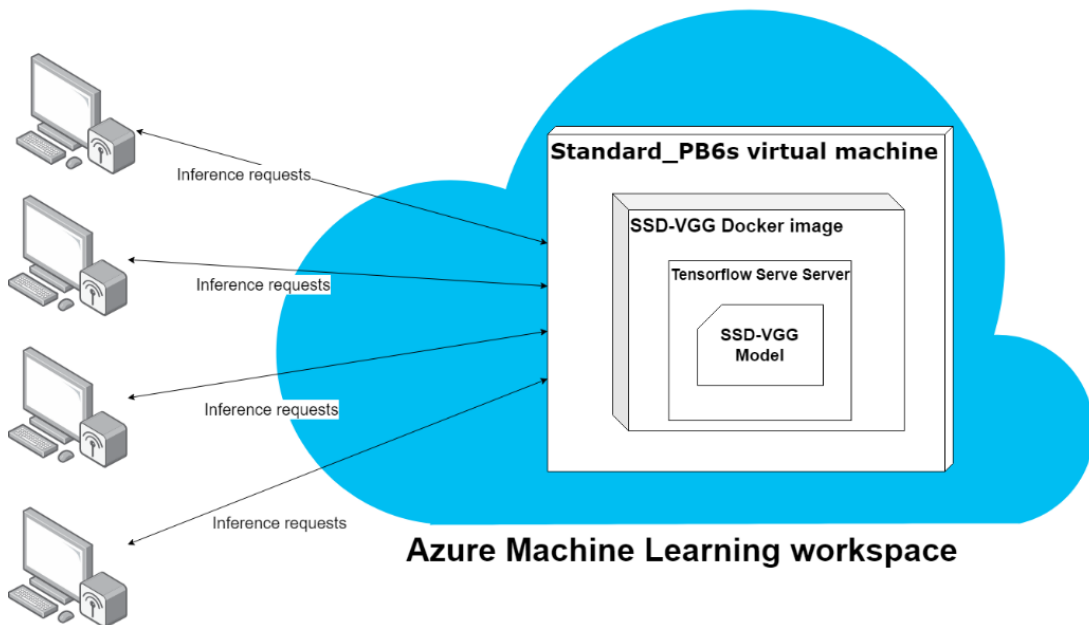 Inference requests
Inference requests
Inference requests
Inference requests
Standard_PB6s virtual machine
SSD-VGG Docker image
Tensorflow Serve Server
SSD-VGG
Model
Azure Machine Learning workspace